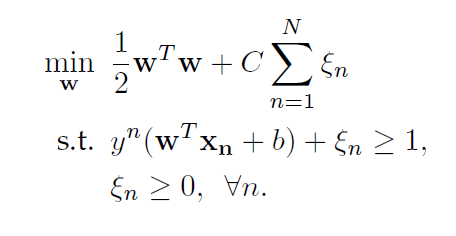 min_𝐰 1/2 𝐰^T 𝐰 + C ∑_{n=1}^{N} ξ_n
s.t. y^n(𝐰^T 𝐱_𝐧 + b) + ξ_n ≥ 1,
ξ_n ≥ 0, ∀n.